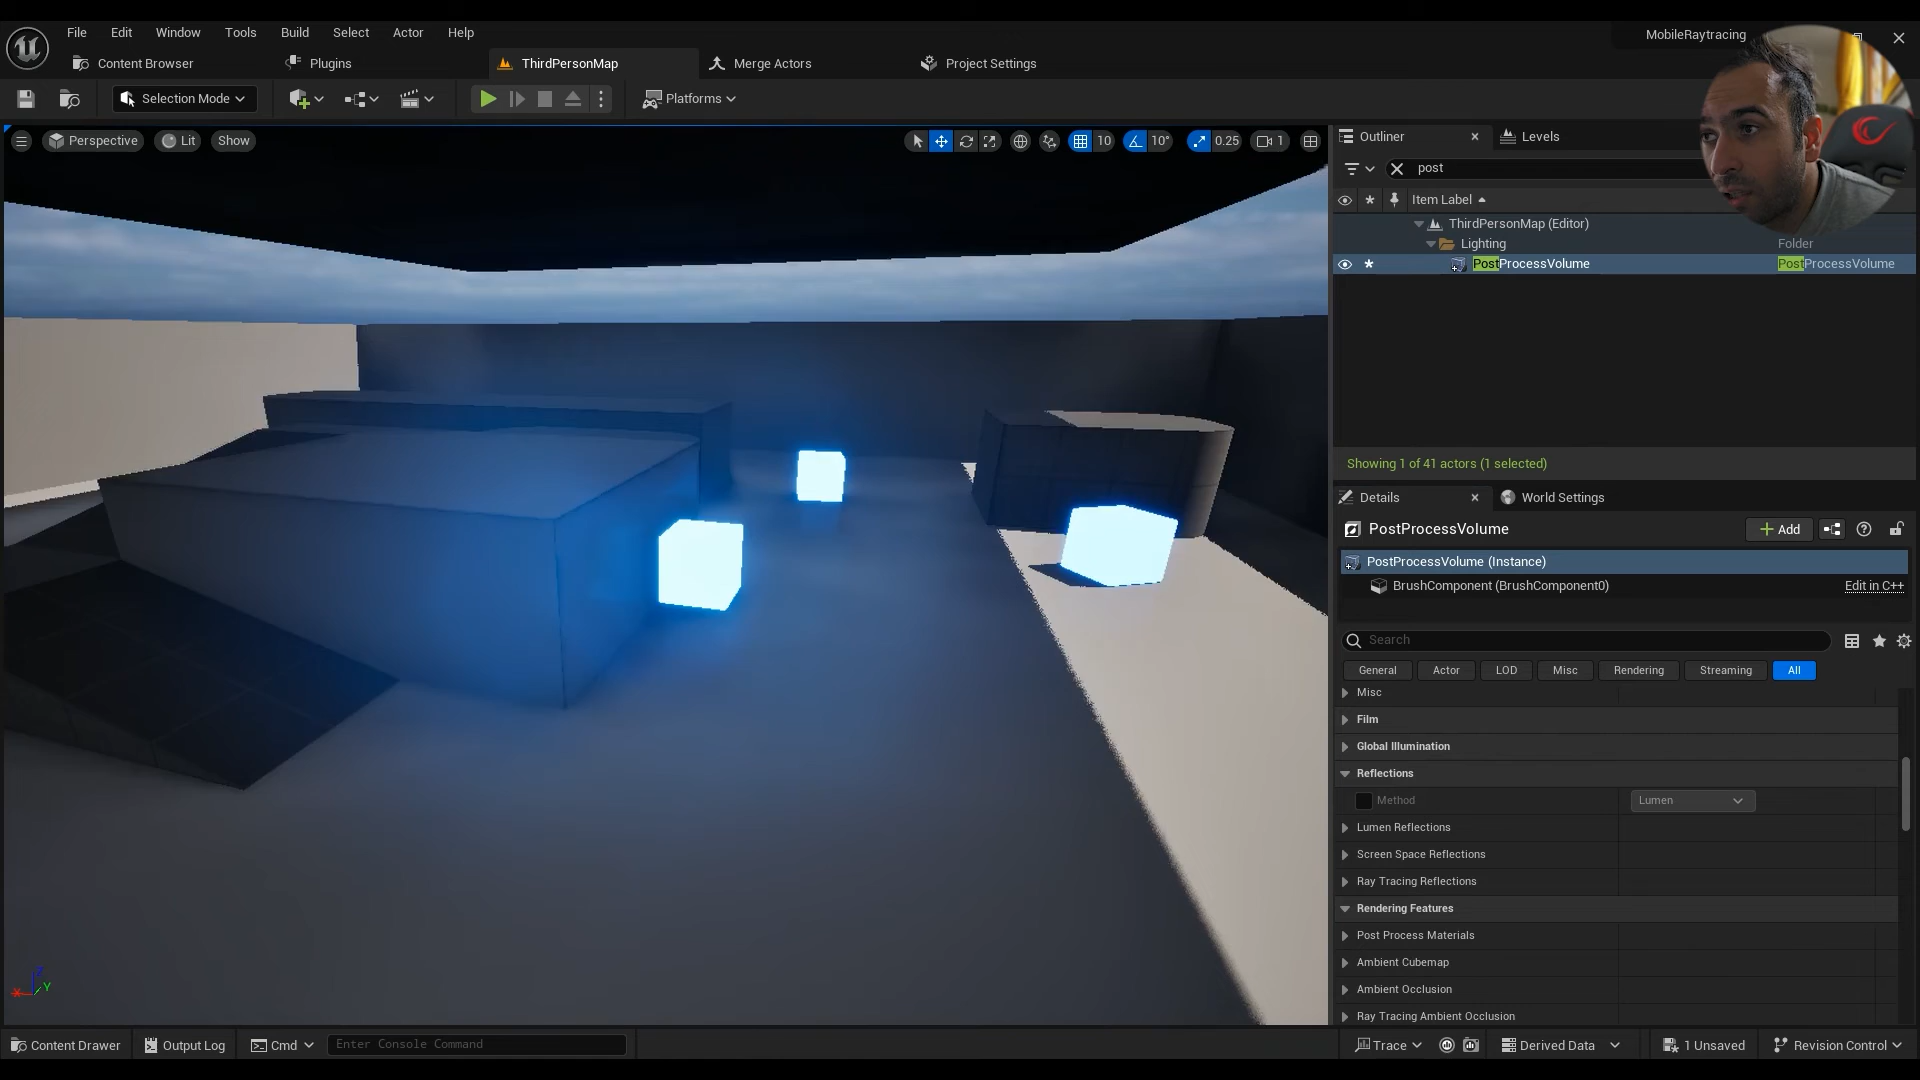 File Edit Window Tools Build Select Actor Help
MobileRaytracing
Content Browser
Plugins
ThirdPersonMap
Merge Actors
Project Settings
Selection Mode
Platforms
Perspective
Lit
Show
10
10°
0.25
1
Outliner
Levels
post
Item Label
ThirdPersonMap (Editor)
Lighting Folder
PostProcessVolume PostProcessVolume
Showing 1 of 41 actors (1 selected)
Details
World Settings
PostProcessVolume
Add
PostProcessVolume (Instance)
BrushComponent (BrushComponent0) Edit in C++
Search
General Actor LOD Misc Rendering Streaming All
Misc
Film
Global Illumination
Reflections
Method Lumen
Lumen Reflections
Screen Space Reflections
Ray Tracing Reflections
Rendering Features
Post Process Materials
Ambient Cubemap
Ambient Occlusion
Ray Tracing Ambient Occlusion
Z
X
Y
Content Drawer
Output Log
Cmd
Enter Console Command
Trace
Derived Data
1 Unsaved
Revision Control